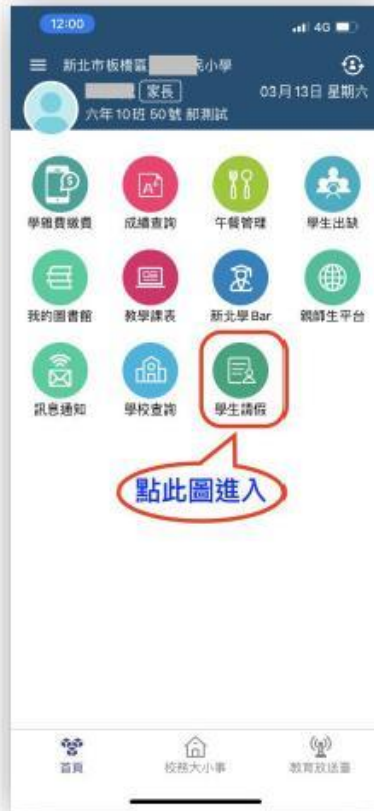 12:00 4G
新北市板橋區 小學
家長 03月13日 星期六
六年10班 50號 郝測試
學雜費繳費 成績查詢 午餐管理 學生出缺
我的圖書館 教學課表 新北學 Bar 親師生平台
訊息通知 學校查詢 學生請假
點此圖進入
首頁 校務大小事 教育放送臺